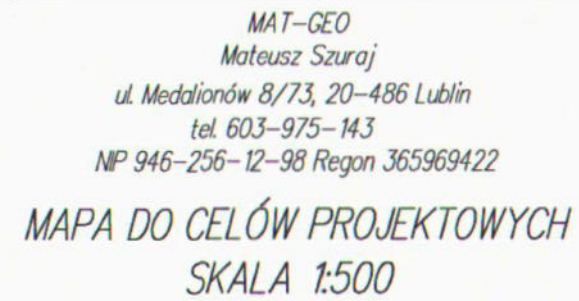 MAT-GEO
Mateusz Szuraj
ul. Medalionów 8/73, 20-486 Lublin
tel. 603-975-143
NIP 946-256-12-98 Regon 365969422
MAPA DO CELÓW PROJEKTOWYCH
SKALA 1:500